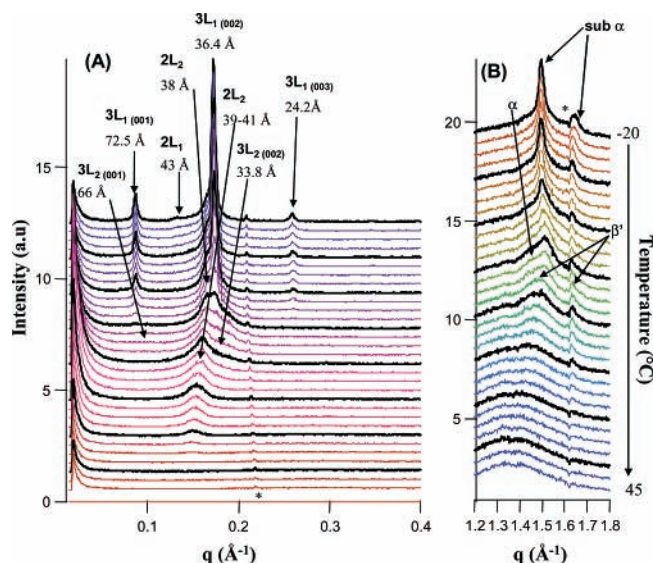 (A)
3L1 (002)
36.4 Å
2L2
38 Å
2L2
39-41 Å
3L1 (003)
24.2Å
3L1 (001)
72.5 Å
2L1
43 Å
3L2 (002)
33.8 Å
3L2 (001)
66 Å
Intensity (a.u)
15
10
5
0
0.1
0.2
0.3
0.4
*
q (Å-1)
(B)
sub α
*
α
β'
20
15
10
5
-20
Temperature (°C)
45
1.2 1.3 1.4 1.5 1.6 1.7 1.8
q (Å-1)